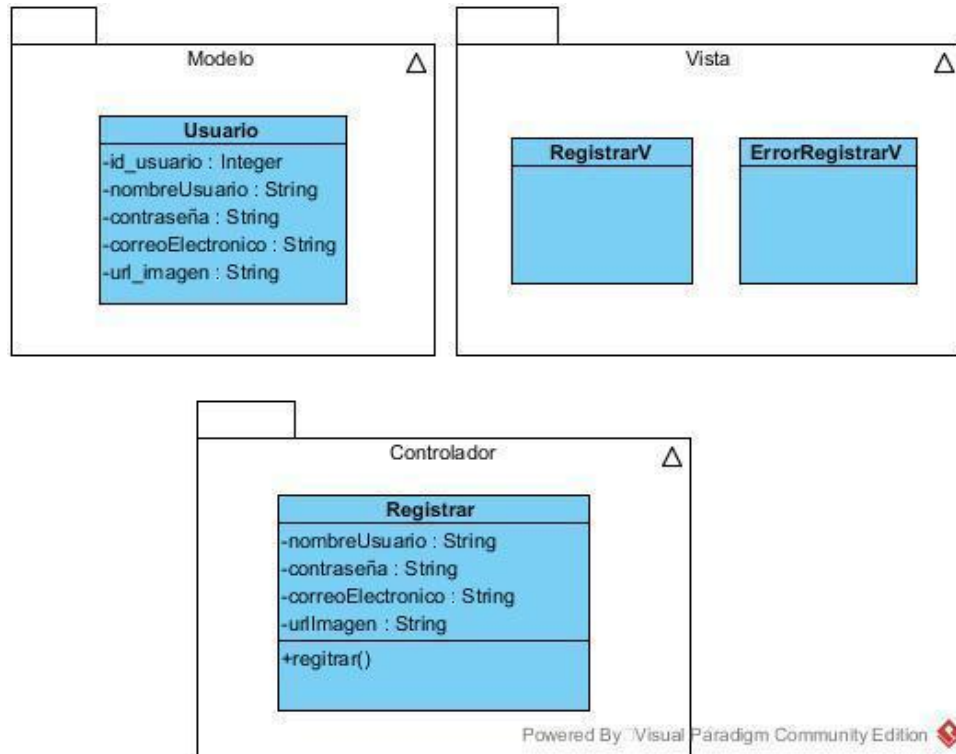 Modelo
Usuario
-id_usuario : Integer
-nombreUsuario : String
-contraseña : String
-correoElectronico : String
-url_imagen : String
Vista
RegistrarV
ErrorRegistrarV
Controlador
Registrar
-nombreUsuario : String
-contraseña : String
-correoElectronico : String
-urlImagen : String
+regitrar()
Powered By Visual Paradigm Community Edition